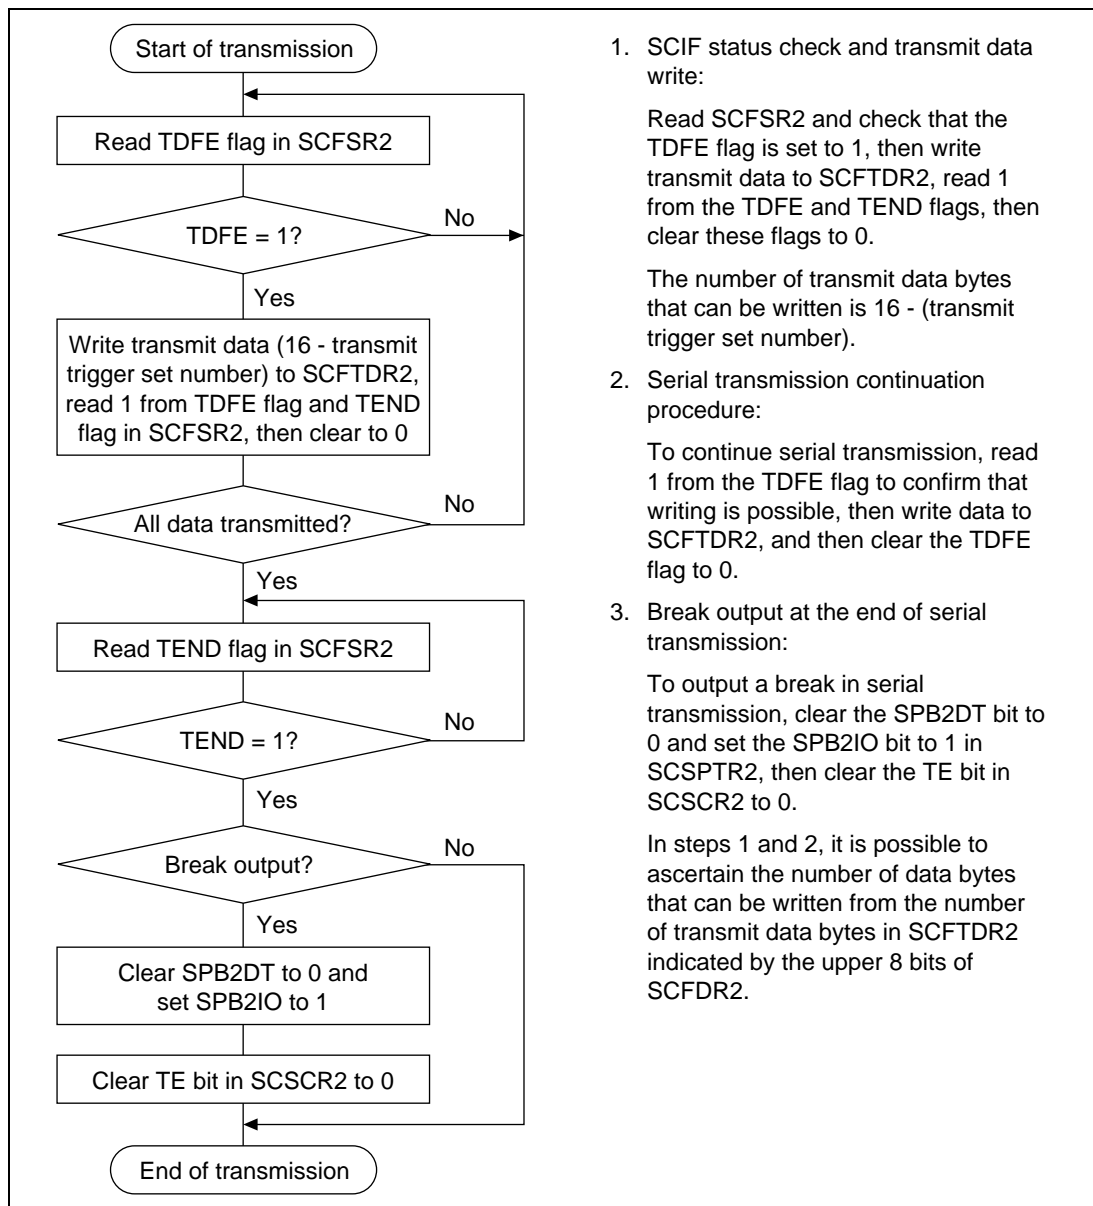 Start of transmission
Read TDFE flag in SCFSR2
TDFE = 1?
No
Yes
Write transmit data (16 - transmit
trigger set number) to SCFTDR2,
read 1 from TDFE flag and TEND
flag in SCFSR2, then clear to 0
All data transmitted?
No
Yes
Read TEND flag in SCFSR2
TEND = 1?
No
Yes
Break output?
No
Yes
Clear SPB2DT to 0 and
set SPB2IO to 1
Clear TE bit in SCSCR2 to 0
End of transmission
1. SCIF status check and transmit data
write:
Read SCFSR2 and check that the
TDFE flag is set to 1, then write
transmit data to SCFTDR2, read 1
from the TDFE and TEND flags, then
clear these flags to 0.
The number of transmit data bytes
that can be written is 16 - (transmit
trigger set number).
2. Serial transmission continuation
procedure:
To continue serial transmission, read
1 from the TDFE flag to confirm that
writing is possible, then write data to
SCFTDR2, and then clear the TDFE
flag to 0.
3. Break output at the end of serial
transmission:
To output a break in serial
transmission, clear the SPB2DT bit to
0 and set the SPB2IO bit to 1 in
SCSPTR2, then clear the TE bit in
SCSCR2 to 0.
In steps 1 and 2, it is possible to
ascertain the number of data bytes
that can be written from the number
of transmit data bytes in SCFTDR2
indicated by the upper 8 bits of
SCFDR2.